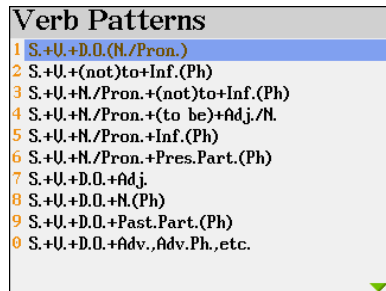 Verb Patterns
1 S.+V.+D.O.(N./Pron.)
2 S.+V.+(not)to+Inf.(Ph)
3 S.+V.+N./Pron.+(not)to+Inf.(Ph)
4 S.+V.+N./Pron.+(to be)+Adj./N.
5 S.+V.+N./Pron.+Inf.(Ph)
6 S.+V.+N./Pron.+Pres.Part.(Ph)
7 S.+V.+D.O.+Adj.
8 S.+V.+D.O.+N.(Ph)
9 S.+V.+D.O.+Past.Part.(Ph)
0 S.+V.+D.O.+Adv.,Adv.Ph.,etc.